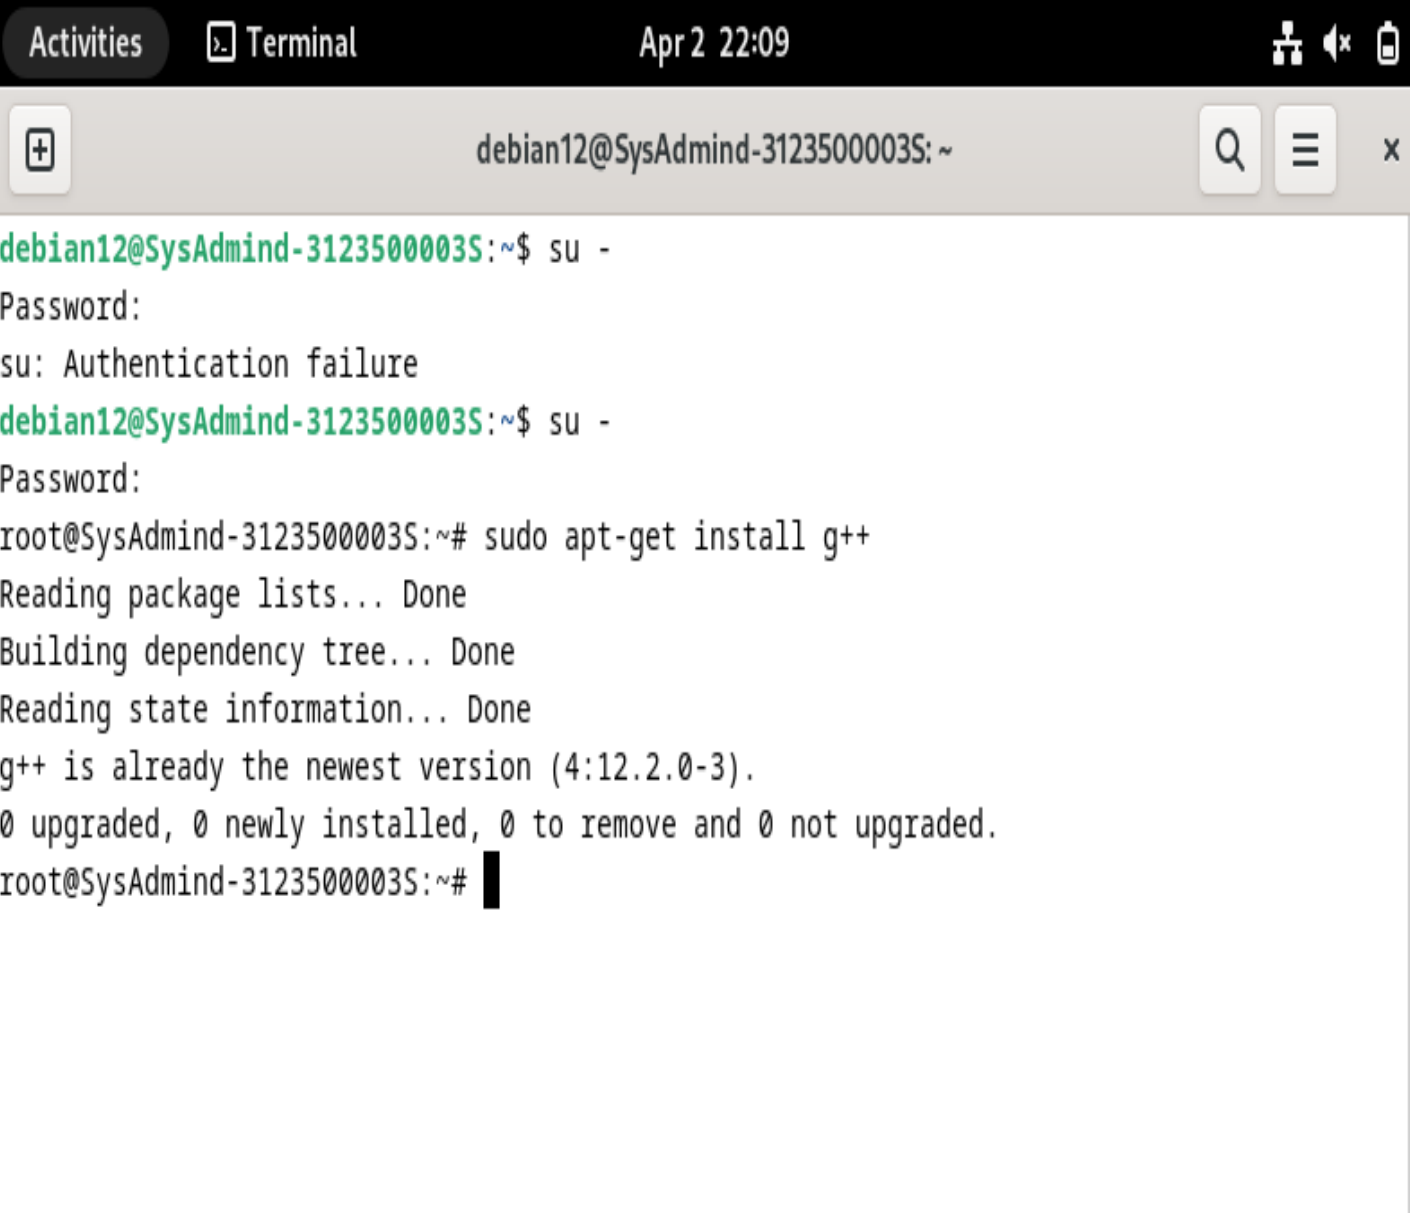 Activities Terminal Apr 2 22:09
debian12@SysAdmind-3123500003S: ~
debian12@SysAdmind-3123500003S:~$ su -
Password:
su: Authentication failure
debian12@SysAdmind-3123500003S:~$ su -
Password:
root@SysAdmind-3123500003S:~# sudo apt-get install g++
Reading package lists... Done
Building dependency tree... Done
Reading state information... Done
g++ is already the newest version (4:12.2.0-3).
0 upgraded, 0 newly installed, 0 to remove and 0 not upgraded.
root@SysAdmind-3123500003S:~#